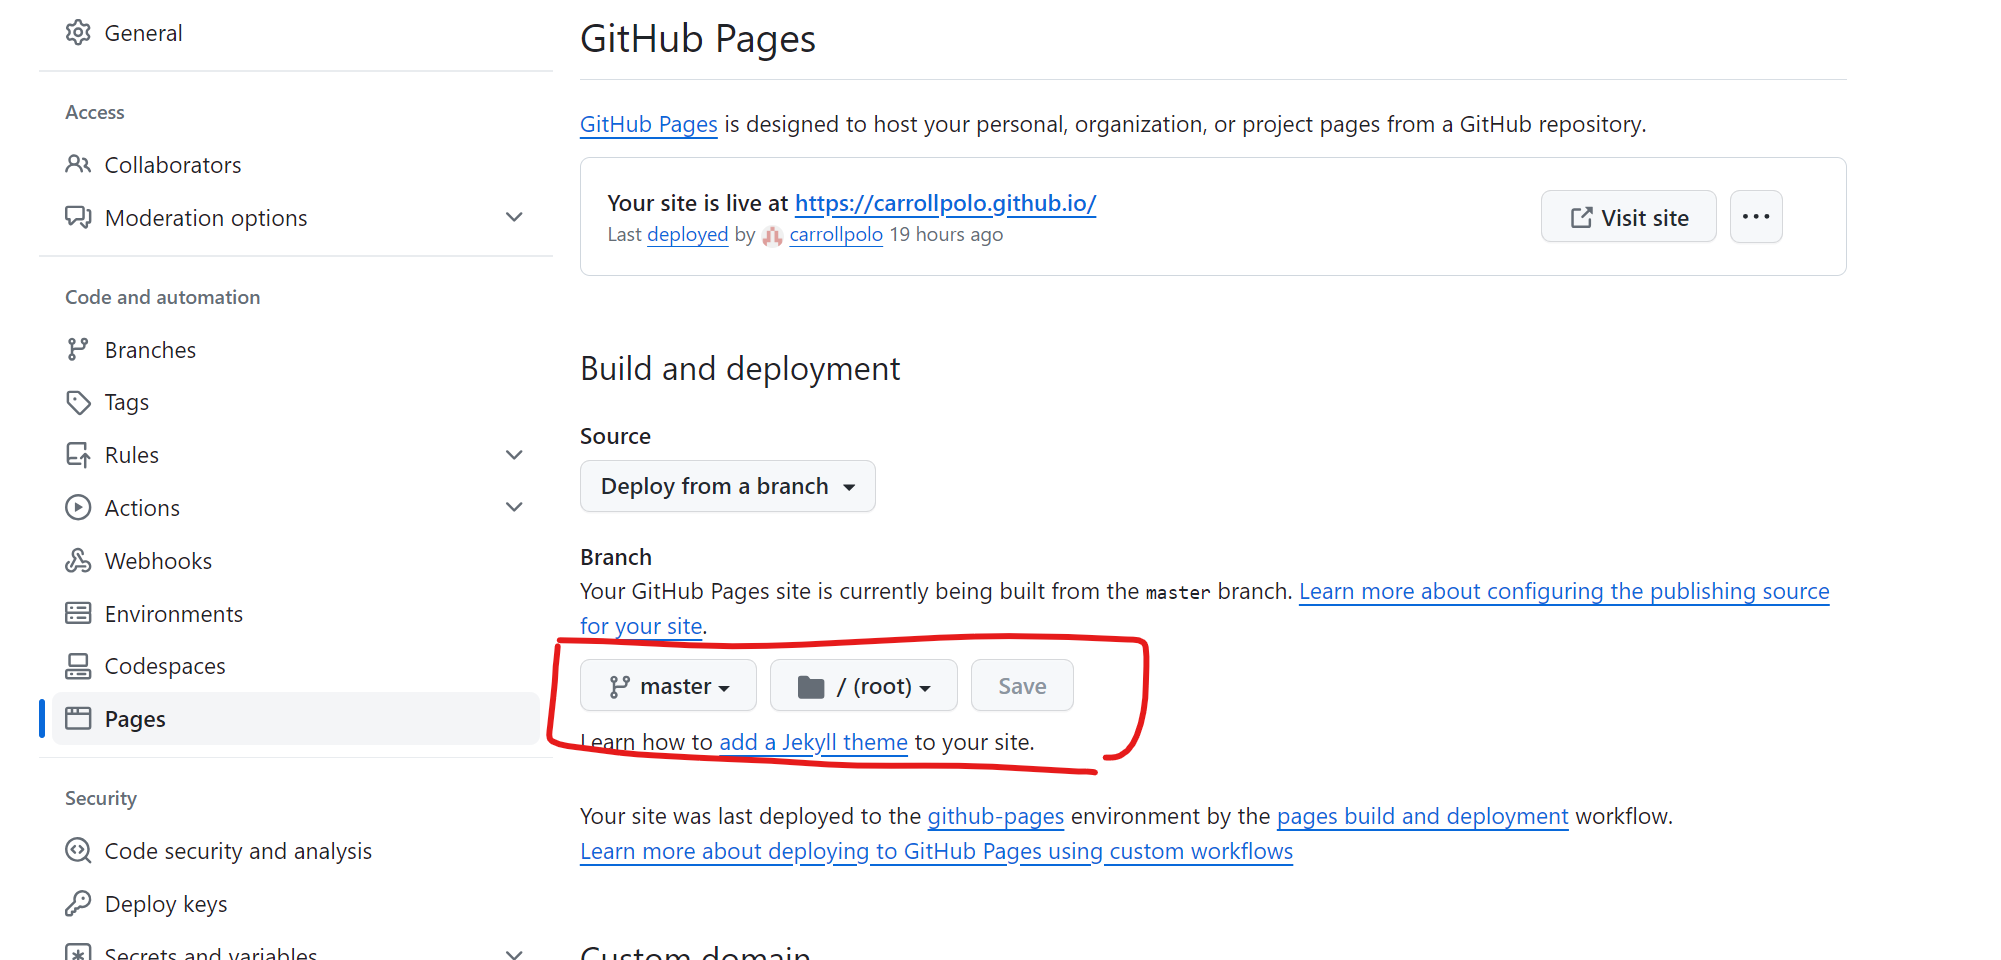 General
Access
Collaborators
Moderation options
Code and automation
Branches
Tags
Rules
Actions
Webhooks
Environments
Codespaces
Pages
Security
Code security and analysis
Deploy keys
Secrets and variables
GitHub Pages
GitHub Pages is designed to host your personal, organization, or project pages from a GitHub repository.
Your site is live at https://carrollpolo.github.io/
Last deployed by carrollpolo 19 hours ago
Visit site
Build and deployment
Source
Deploy from a branch
Branch
Your GitHub Pages site is currently being built from the master branch. Learn more about configuring the publishing source
for your site.
master / (root) Save
Learn how to add a Jekyll theme to your site.
Your site was last deployed to the github-pages environment by the pages build and deployment workflow.
Learn more about deploying to GitHub Pages using custom workflows
Custom domain